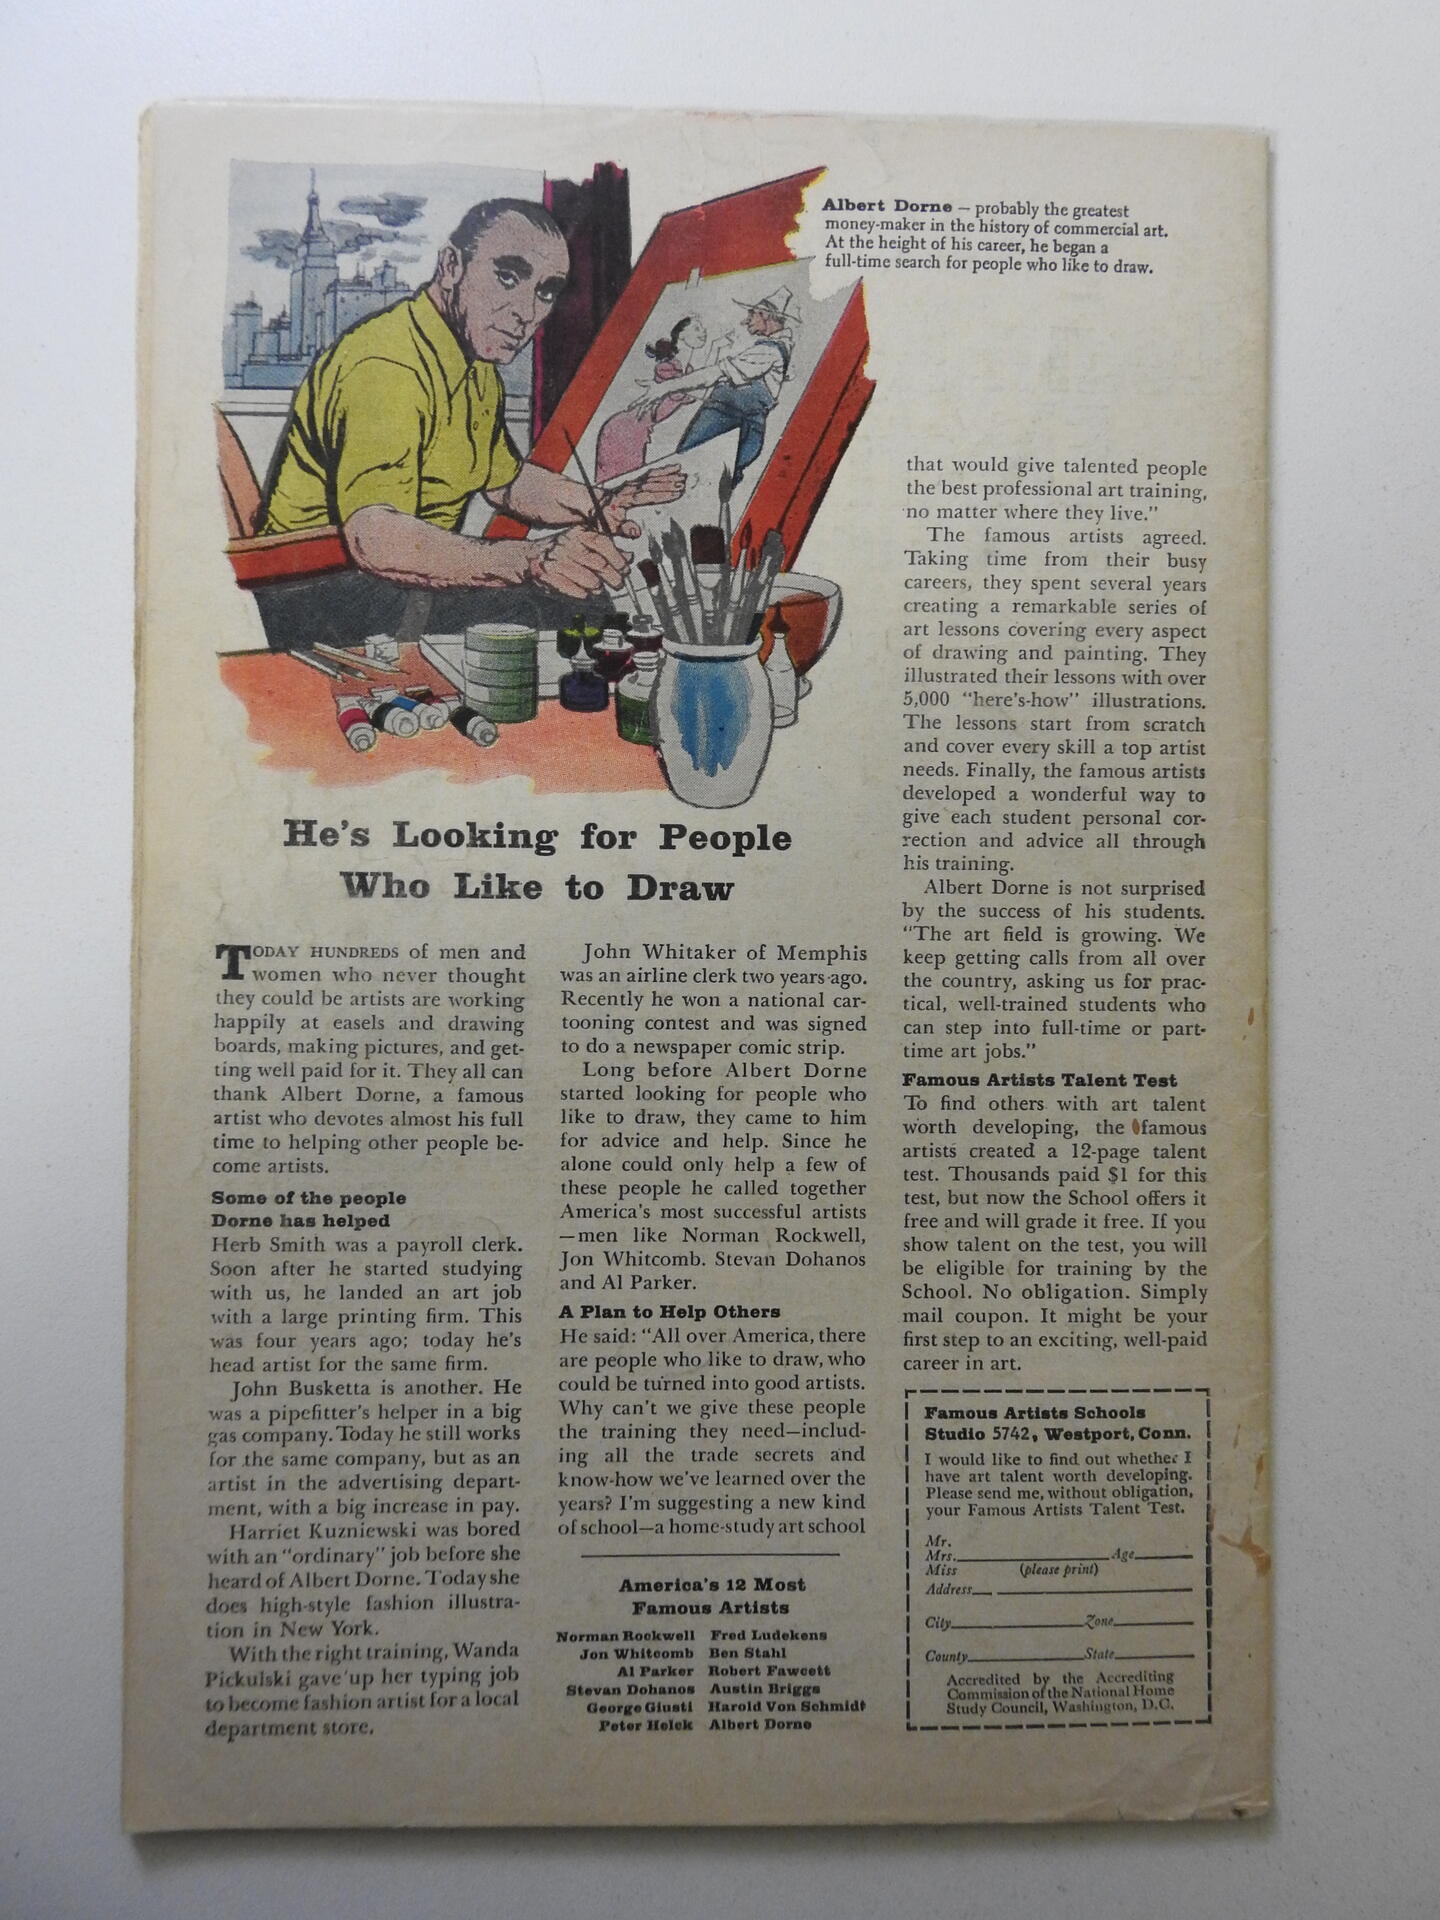 Albert Dorne — probably the greatest
money-maker in the history of commercial art.
At the height of his career, he began a
full-time search for people who like to draw.
He's Looking for People
Who Like to Draw
TODAY HUNDREDS of men and
women who never thought
they could be artists are working
happily at easels and drawing
boards, making pictures, and get-
ting well paid for it. They all can
thank Albert Dorne, a famous
artist who devotes almost his full
time to helping other people be-
come artists.
Some of the people
Dorne has helped
Herb Smith was a payroll clerk.
Soon after he started studying
with us, he landed an art job
with a large printing firm. This
was four years ago; today he's
head artist for the same firm.
John Busketta is another. He
was a pipefitter's helper in a big
gas company. Today he still works
for the same company, but as an
artist in the advertising depart-
ment, with a big increase in pay.
Harriet Kuzniewski was bored
with an "ordinary" job before she
heard of Albert Dorne. Today she
does high-style fashion illustra-
tion in New York.
With the right training, Wanda
Pickulski gave up her typing job
to become fashion artist for a local
department store.
John Whitaker of Memphis
was an airline clerk two years ago.
Recently he won a national car-
tooning contest and was signed
to do a newspaper comic strip.
Long before Albert Dorne
started looking for people who
like to draw, they came to him
for advice and help. Since he
alone could only help a few of
these people he called together
America's most successful artists
—men like Norman Rockwell,
Jon Whitcomb. Stevan Dohanos
and Al Parker.
A Plan to Help Others
He said: "All over America, there
are people who like to draw, who
could be turned into good artists.
Why can't we give these people
the training they need—includ-
ing all the trade secrets and
know-how we've learned over the
years? I'm suggesting a new kind
of school—a home-study art school
America's 12 Most
Famous Artists
Norman Rockwell Fred Ludekens
Jon Whitcomb Ben Stahl
Al Parker Robert Fawcett
Stevan Dohanos Austin Briggs
George Giusti Harold Von Schmidt
Peter Helck Albert Dorne
that would give talented people
the best professional art training,
no matter where they live."
The famous artists agreed.
Taking time from their busy
careers, they spent several years
creating a remarkable series of
art lessons covering every aspect
of drawing and painting. They
illustrated their lessons with over
5,000 "here's-how" illustrations.
The lessons start from scratch
and cover every skill a top artist
needs. Finally, the famous artists
developed a wonderful way to
give each student personal cor-
rection and advice all through
his training.
Albert Dorne is not surprised
by the success of his students.
"The art field is growing. We
keep getting calls from all over
the country, asking us for prac-
tical, well-trained students who
can step into full-time or part-
time art jobs."
Famous Artists Talent Test
To find others with art talent
worth developing, the famous
artists created a 12-page talent
test. Thousands paid $1 for this
test, but now the School offers it
free and will grade it free. If you
show talent on the test, you will
be eligible for training by the
School. No obligation. Simply
mail coupon. It might be your
first step to an exciting, well-paid
career in art.
Famous Artists Schools
Studio 5742, Westport, Conn.
I would like to find out whether I
have art talent worth developing.
Please send me, without obligation,
your Famous Artists Talent Test.
Mr.
Mrs. Age
Miss (please print)
Address
City Zone
County State
Accredited by the Accrediting
Commission of the National Home
Study Council, Washington, D.C.